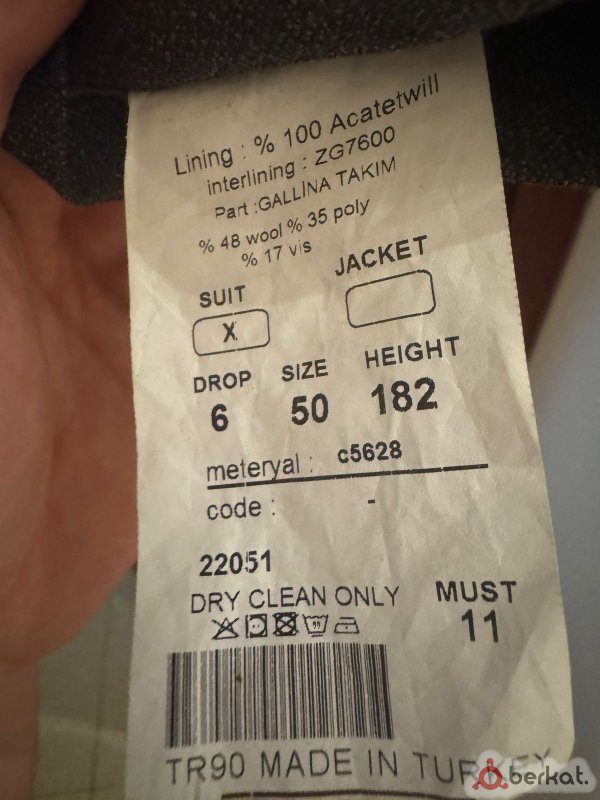 Lining : % 100 Acatetwill
interlining : ZG7600
Part :GALLİNA TAKIM
% 48 wool % 35 poly
% 17 vis
SUIT JACKET
X
DROP SIZE HEIGHT
6 50 182
meteryal : c5628
code : -
22051
DRY CLEAN ONLY
MUST
11
TR90 MADE IN TURKEY
berkat.